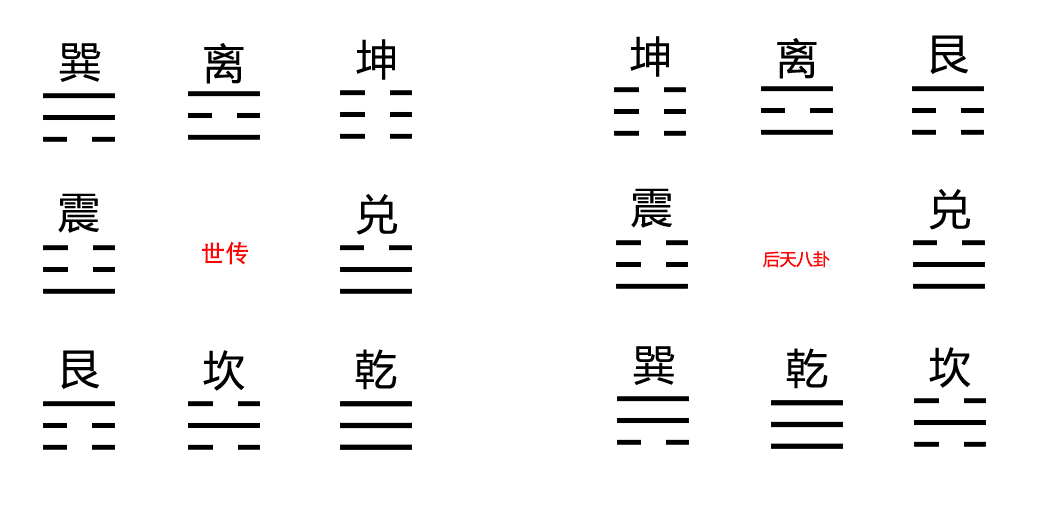 巽 离 坤
震 世传 兑
艮 坎 乾
坤 离 艮
震 后天八卦 兑
巽 乾 坎